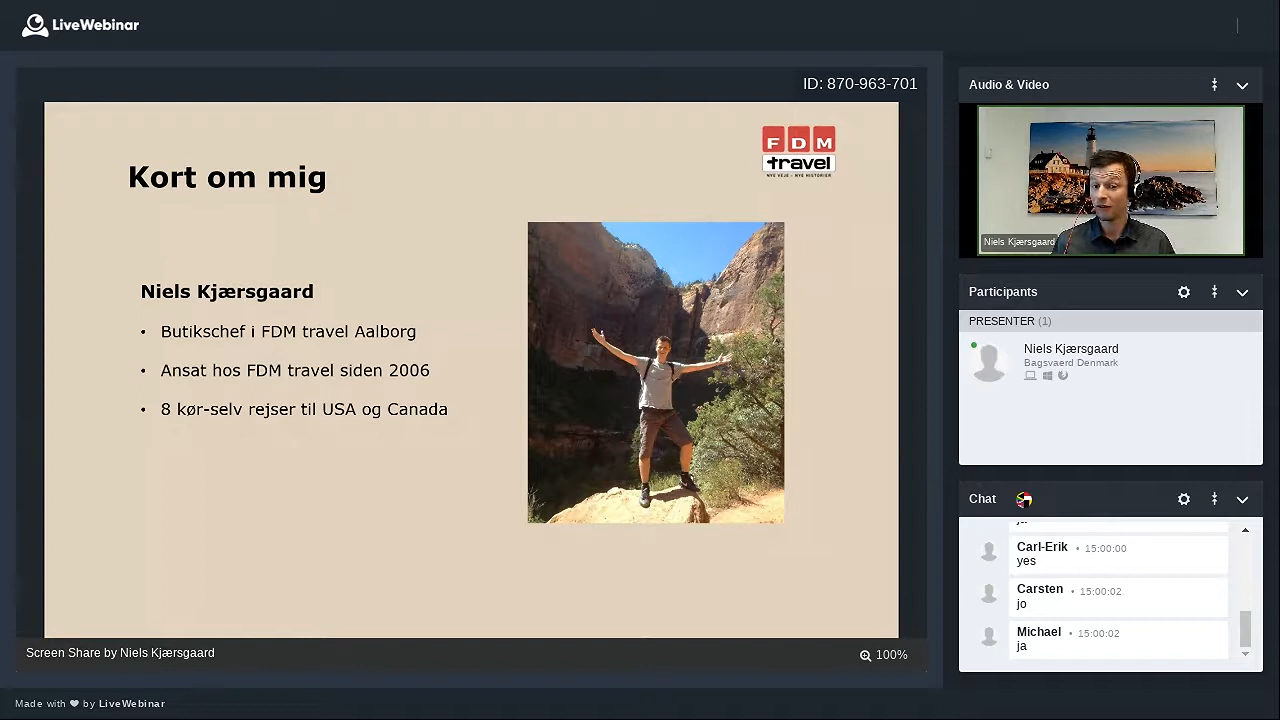 LiveWebinar
ID: 870-963-701
Kort om mig
FDM
travel
NYE VEJE • NYE HISTORIER
Niels Kjærsgaard
• Butikschef i FDM travel Aalborg
• Ansat hos FDM travel siden 2006
• 8 kør-selv rejser til USA og Canada
Screen Share by Niels Kjærsgaard
100%
Audio & Video
Niels Kjærsgaard
Participants
PRESENTER (1)
Niels Kjærsgaard
Bagsvaerd Denmark
Chat
ja
Carl-Erik • 15:00:00
yes
Carsten • 15:00:02
jo
Michael • 15:00:02
ja
Made with ❤ by LiveWebinar